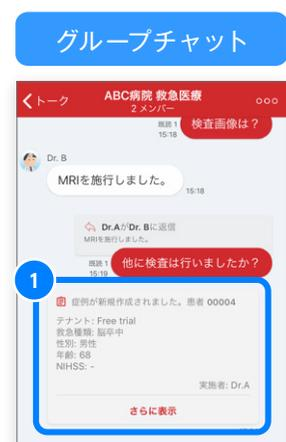 グループチャット
トーク
ABC病院 救急医療
2 メンバー
検査画像は？
既読 1
15:18
Dr. B
MRIを施行しました。
15:18
Dr.AがDr. Bに返信
MRIを施行しました。
他に検査は行いましたか？
既読 1
15:19
1
症例が新規作成されました。患者 00004
テナント: Free trial
救急種類: 脳卒中
性別: 男性
年齢: 68
NIHSS: -
実施者: Dr.A
さらに表示